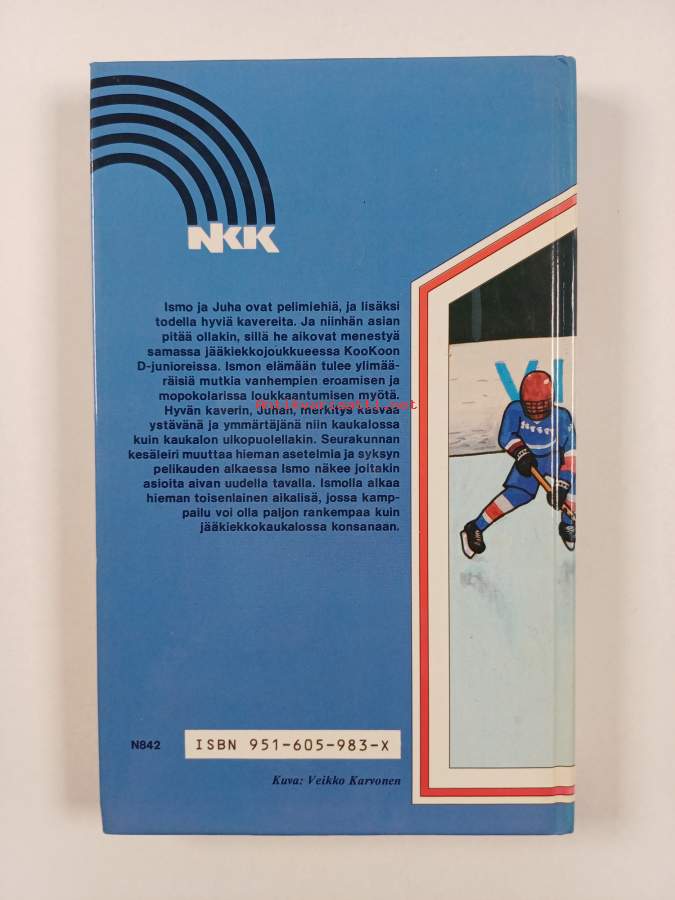 NKK
Ismo ja Juha ovat pelimiehiä, ja lisäksi
todella hyviä kavereita. Ja niinhän asian
pitää ollakin, sillä he aikovat menestyä
samassa jääkiekkojoukkueessa KooKoon
D-junioreissa. Ismon elämään tulee ylimää-
räisiä mutkia vanhempien eroamisen ja
mopokolarissa loukkaantumisen myötä.
Hyvän kaverin, Juhan, merkitys kasvaa
ystävänä ja ymmärtäjänä niin kaukalossa
kuin kaukalon ulkopuolellakin. Seurakunnan
kesäleiri muuttaa hieman asetelmia ja syksyn
pelikauden alkaessa Ismo näkee joitakin
asioita aivan uudella tavalla. Ismolla alkaa
hieman toisenlainen aikalisä, jossa kamp-
pailu voi olla paljon rankempaa kuin
jääkiekkokaukalossa konsanaan.
VI
N842
ISBN 951-605-983-X
Kuva: Veikko Karvonen